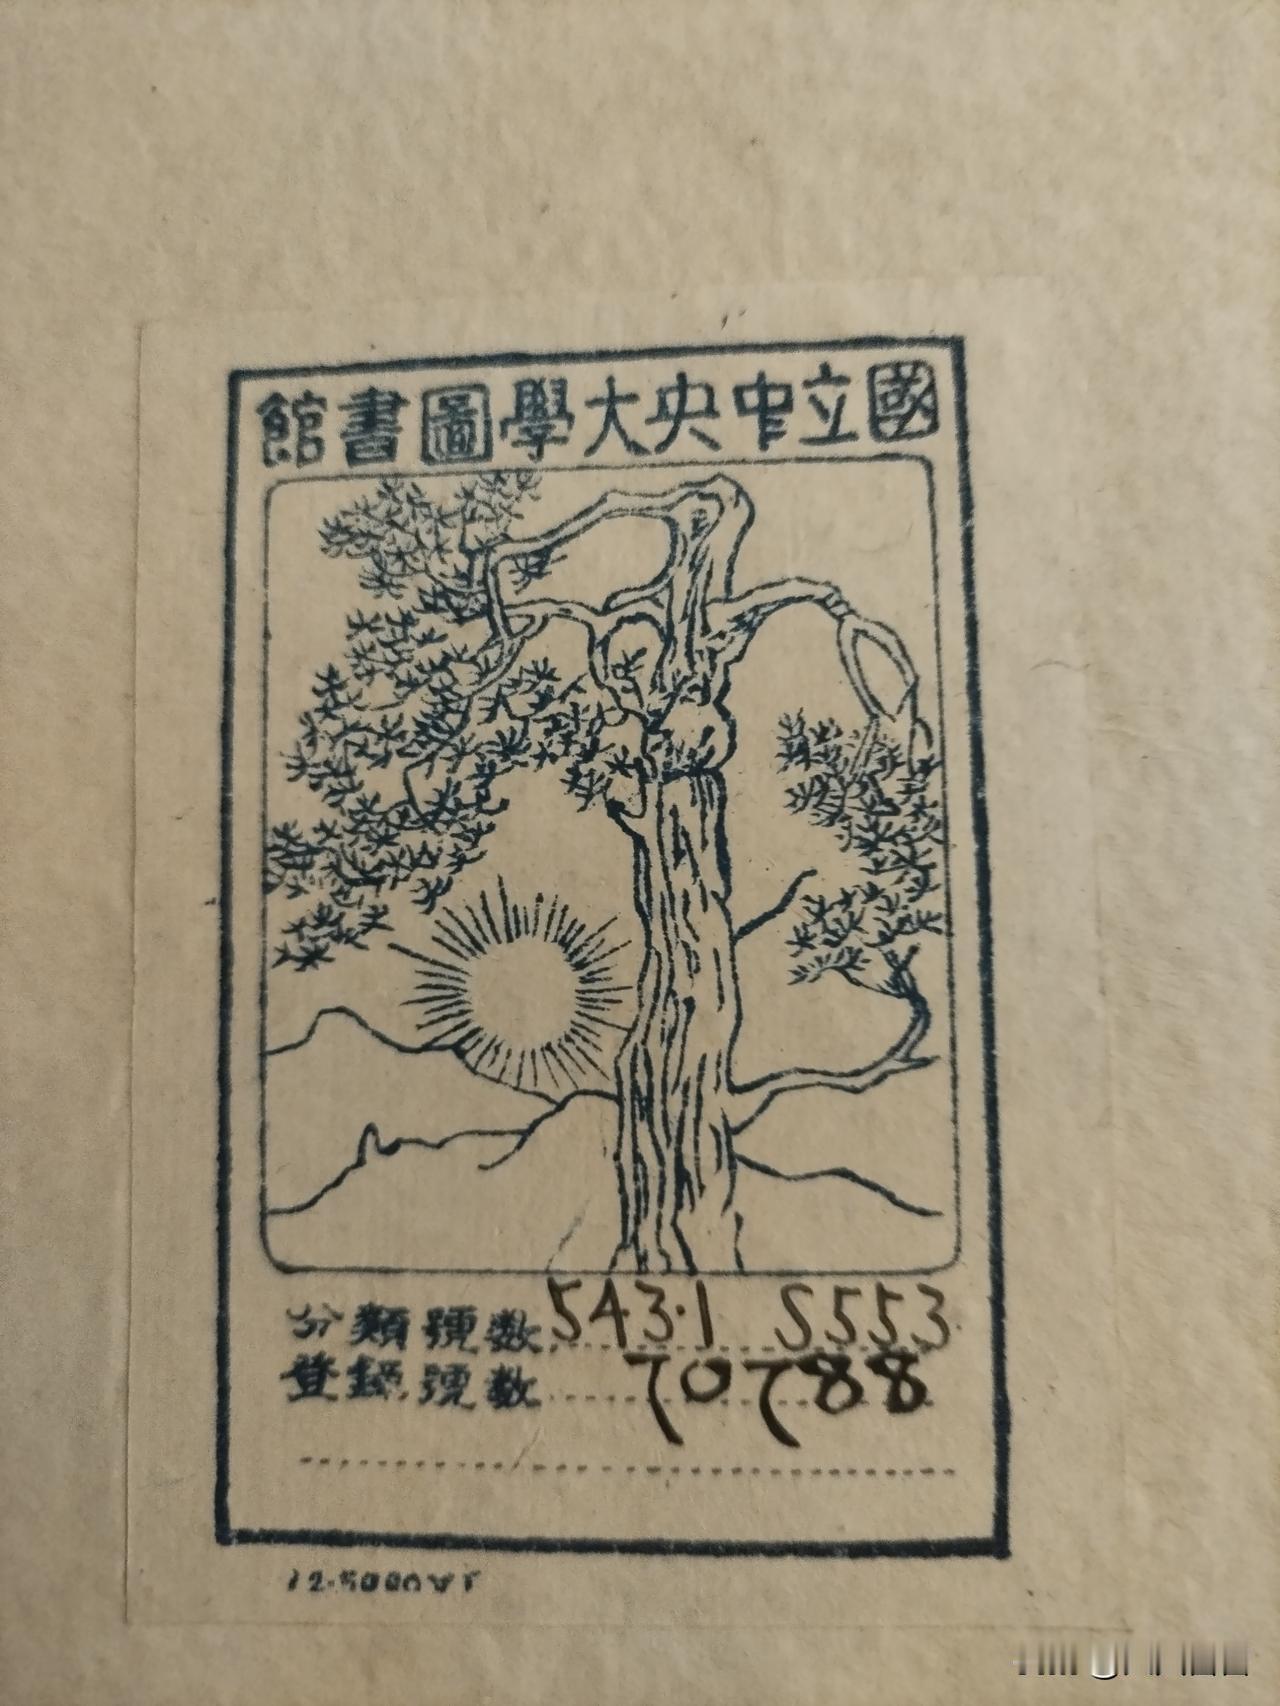 國立中央大學圖書館
分類號數 543.1 S553
登錄號數 70788